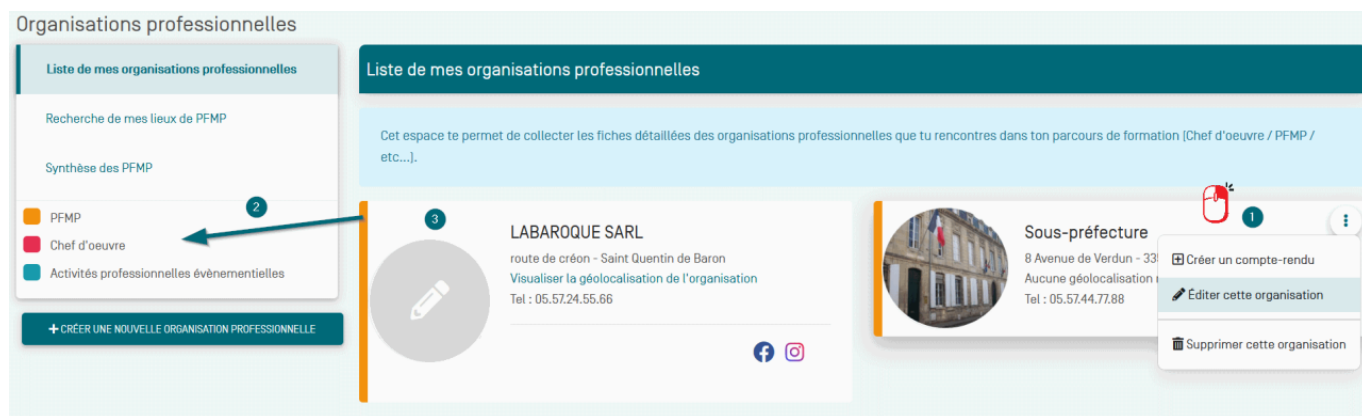 Organisations professionnelles
Liste de mes organisations professionnelles
Recherche de mes lieux de PFMP
Synthèse des PFMP
PFMP
Chef d'oeuvre
Activités professionnelles évènementielles
+ CRÉER UNE NOUVELLE ORGANISATION PROFESSIONNELLE
2
Liste de mes organisations professionnelles
Cet espace te permet de collecter les fiches détaillées des organisations professionnelles que tu rencontres dans ton parcours de formation (Chef d'oeuvre / PFMP /
etc...).
3
LABAROQUE SARL
route de créon - Saint Quentin de Baron
Visualiser la géolocalisation de l'organisation
Tel : 05.57.24.55.66
1
Sous-préfecture
8 Avenue de Verdun - 33
Aucune géolocalisation
Tel : 05.57.44.77.88
Créer un compte-rendu
Éditer cette organisation
Supprimer cette organisation